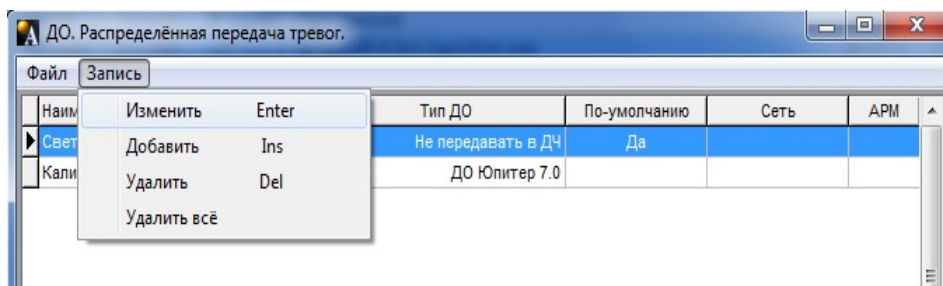 ДО. Распределённая передача тревог.
Файл Запись
Тип ДО По-умолчанию Сеть АРМ
Изменить Enter
Не передавать в ДЧ Да
Добавить Ins
ДО Юпитер 7.0
Удалить Del
Удалить всё